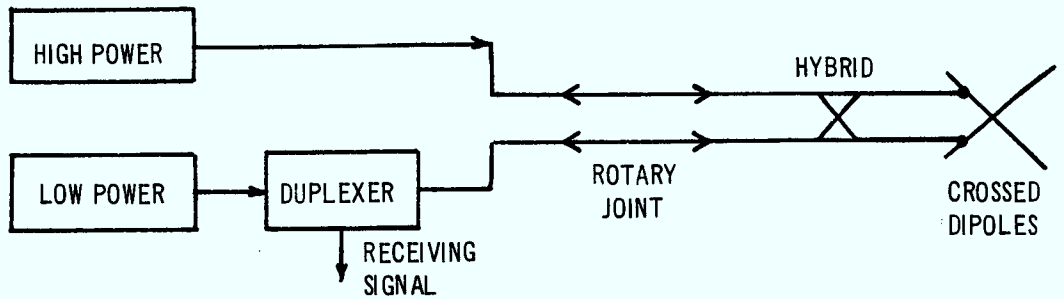 HIGH POWER
HYBRID
LOW POWER
DUPLEXER
ROTARY
JOINT
CROSSED
DIPOLES
RECEIVING
SIGNAL